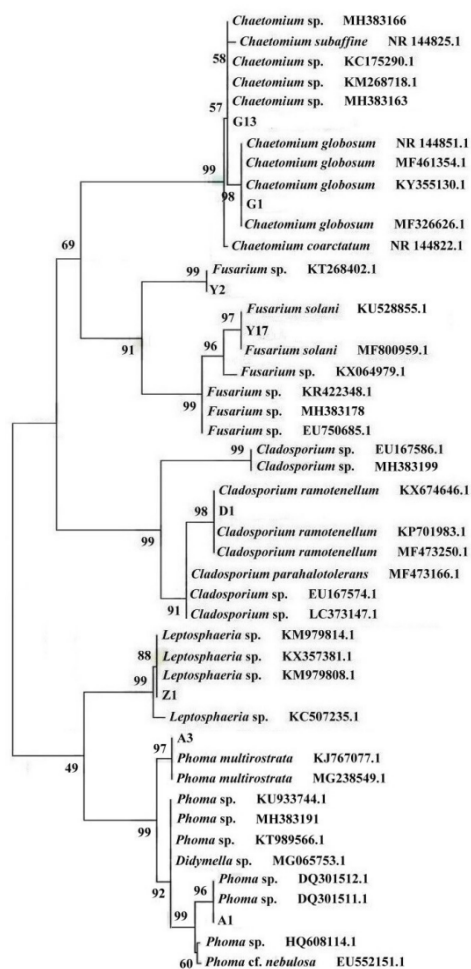 Chaetomium sp. MH383166
Chaetomium subaffine NR 144825.1
58
Chaetomium sp. KC175290.1
Chaetomium sp. KM268718.1
Chaetomium sp. MH383163
57
G13
Chaetomium globosum NR 144851.1
Chaetomium globosum MF461354.1
99
Chaetomium globosum KY355130.1
98
G1
Chaetomium globosum MF326626.1
Chaetomium coarctatum NR 144822.1
69
99
Fusarium sp. KT268402.1
Y2
Fusarium solani KU528855.1
97
Y17
91
Fusarium solani MF800959.1
96
Fusarium sp. KX064979.1
Fusarium sp. KR422348.1
99
Fusarium sp. MH383178
Fusarium sp. EU750685.1
99
Cladosporium sp. EU167586.1
Cladosporium sp. MH383199
Cladosporium ramotenellum KX674646.1
98
D1
Cladosporium ramotenellum KP701983.1
99
Cladosporium ramotenellum MF473250.1
Cladosporium parahalotolerans MF473166.1
Cladosporium sp. EU167574.1
91
Cladosporium sp. LC373147.1
Leptosphaeria sp. KM979814.1
88
Leptosphaeria sp. KX357381.1
Leptosphaeria sp. KM979808.1
99
Z1
Leptosphaeria sp. KC507235.1
A3
97
Phoma multirostrata KJ767077.1
49
Phoma multirostrata MG238549.1
Phoma sp. KU933744.1
99
Phoma sp. MH383191
Phoma sp. KT989566.1
Didymella sp. MG065753.1
92
Phoma sp. DQ301512.1
96
Phoma sp. DQ301511.1
99
A1
Phoma sp. HQ608114.1
60
Phoma cf. nebulosa EU552151.1